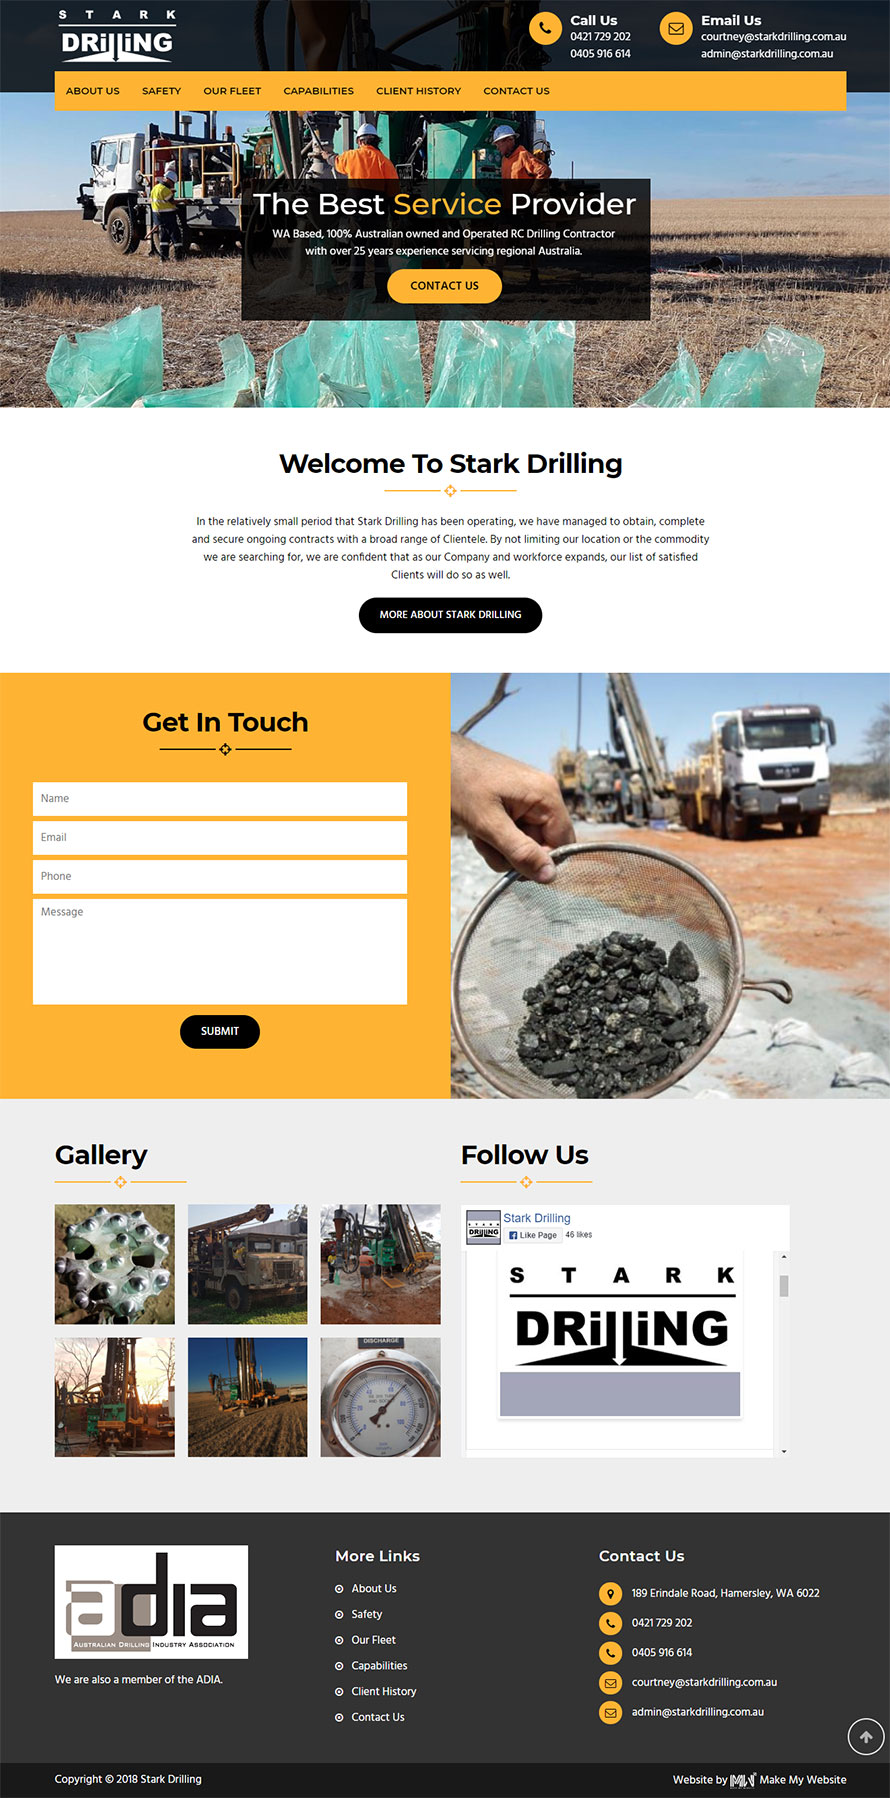 STARK
DRilliNG
Call Us
0421 729 202
0405 916 614
Email Us
courtney@starkdrilling.com.au
admin@starkdrilling.com.au
ABOUT US
SAFETY
OUR FLEET
CAPABILITIES
CLIENT HISTORY
CONTACT US
The Best Service Provider
WA Based, 100% Australian owned and Operated RC Drilling Contractor
with over 25 years experience servicing regional Australia.
CONTACT US
Welcome To Stark Drilling
In the relatively small period that Stark Drilling has been operating, we have managed to obtain, complete
and secure ongoing contracts with a broad range of Clientele. By not limiting our location or the commodity
we are searching for, we are confident that as our Company and workforce expands, our list of satisfied
Clients will do so as well.
MORE ABOUT STARK DRILLING
Get In Touch
Name
Email
Phone
Message
SUBMIT
MAN
Gallery
DISCHARGE
Follow Us
STARK
DRilliNG
Stark Drilling
Like Page
46 likes
STARK
DRilliNG
adia
AUSTRALIAN DRILLING INDUSTRY ASSOCIATION
We are also a member of the ADIA.
More Links
About Us
Safety
Our Fleet
Capabilities
Client History
Contact Us
Contact Us
189 Erindale Road, Hamersley, WA 6022
0421 729 202
0405 916 614
courtney@starkdrilling.com.au
admin@starkdrilling.com.au
Copyright © 2018 Stark Drilling
Website by MMW Make My Website